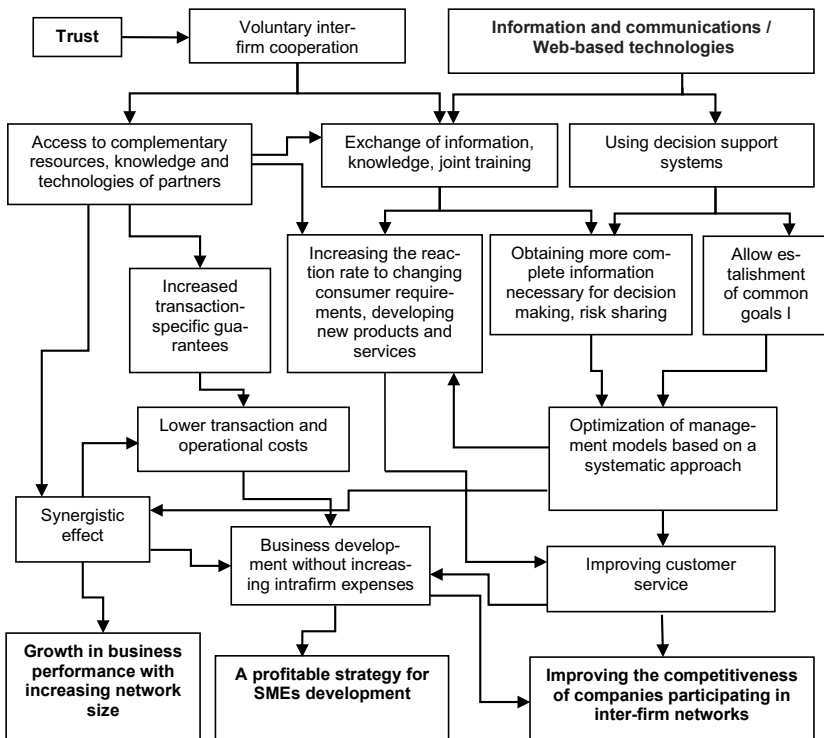 Trust
Voluntary inter-
firm cooperation
Information and communications /
Web-based technologies
Access to complementary
resources, knowledge and
technologies of partners
Exchange of information,
knowledge, joint training
Using decision support
systems
Increased
transaction-
specific gua-
rantees
Increasing the reac-
tion rate to changing
consumer require-
ments, developing
new products and
services
Obtaining more com-
plete information
necessary for decision
making, risk sharing
Allow es-
talishment
of common
goals l
Lower transaction and
operational costs
Optimization of manage-
ment models based on a
systematic approach
Synergistic
effect
Business develop-
ment without increas-
ing intrafirm expenses
Improving customer
service
Growth in business
performance with
increasing network
size
A profitable strategy for
SMEs development
Improving the competitiveness
of companies participating in
inter-firm networks